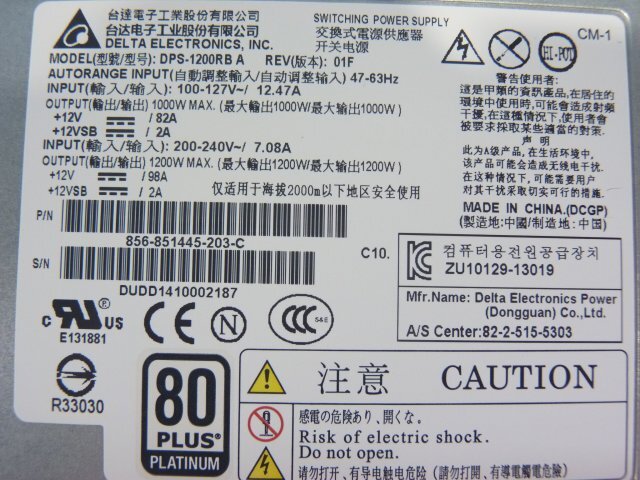 台達電子工業股份有限公司
台达电子工业股份有限公司
DELTA ELECTRONICS, INC.
SWITCHING POWER SUPPLY
交換式電源供應器
开关电源
CM-1
HI-POT
MODEL(型號/型号): DPS-1200RB A REV(版本): 01F
AUTORANGE INPUT(自動調整輸入/自动调整输入) 47-63Hz
INPUT(輸入/输入): 100-127V~/ 12.47A
OUTPUT(輸出/输出) 1000W MAX. (最大輸出1000W/最大输出1000W)
+12V / 82A
+12VSB / 2A
INPUT(輸入/输入): 200-240V~/ 7.08A
OUTPUT(輸出/输出) 1200W MAX. (最大輸出1200W/最大输出1200W)
+12V / 98A
+12VSB / 2A
仅适用于海拔2000m以下地区安全使用
警告使用者:
這是甲類的資訊產品,在居住的
環境中使用時,可能會造成射頻
干擾,在這種情況下,使用者會
被要求採取某些適當的對策.
声 明
此为A级产品,在生活环境中,
该产品可能会造成无线电干扰,
在这种情况下,可能需要用户
对其干扰采取切实可行的措施.
MADE IN CHINA.(DCGP)
(製造地:中國/制造地: 中国)
P/N
856-851445-203-C
S/N
DUDD1410002187
C10.
컴퓨터용전원공급장치
ZU10129-13019
Mfr.Name: Delta Electronics Power
(Dongguan) Co.,Ltd.
A/S Center:82-2-515-5303
C UL US
E131881
CE
N
CCC
S&E
R33030
80
PLUS®
PLATINUM
注意 CAUTION
感電の危険あり、開くな。
Risk of electric shock.
Do not open.
请勿打开、有导电触电危险 (請勿打開、有導電觸電危險)